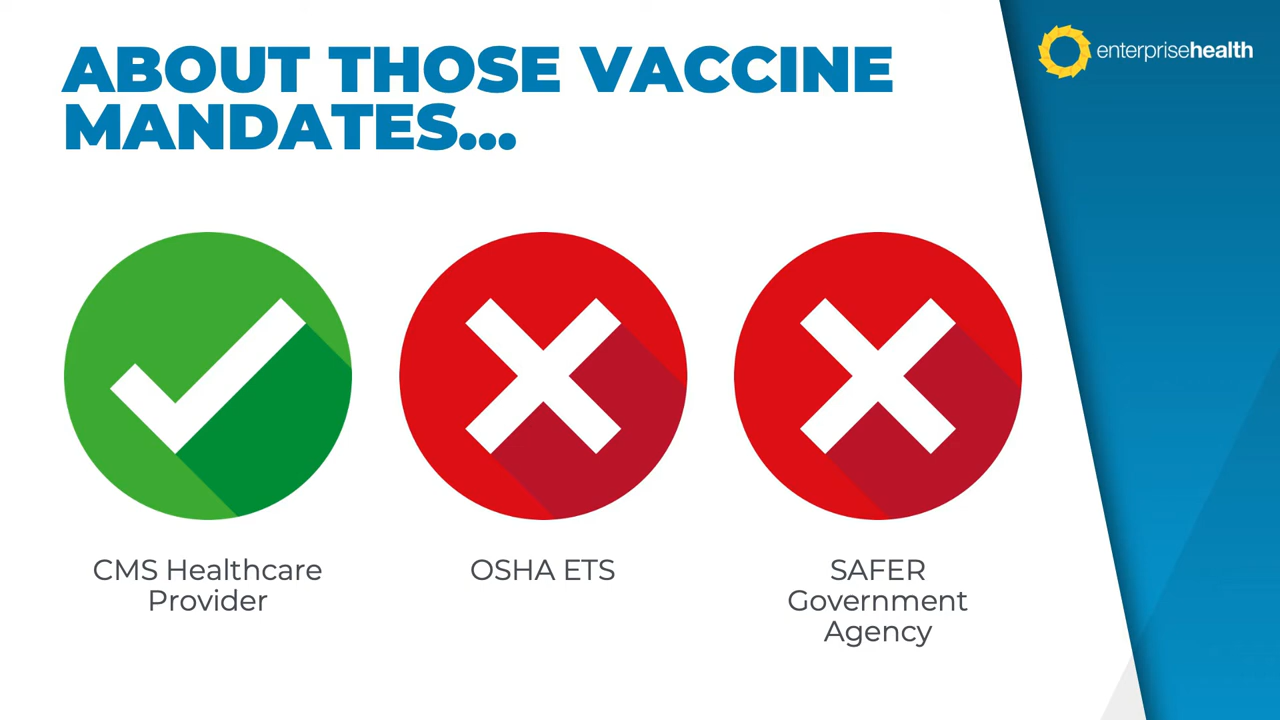 ABOUT THOSE VACCINE
MANDATES...
enterprisehealth
CMS Healthcare
Provider
OSHA ETS
SAFER
Government
Agency